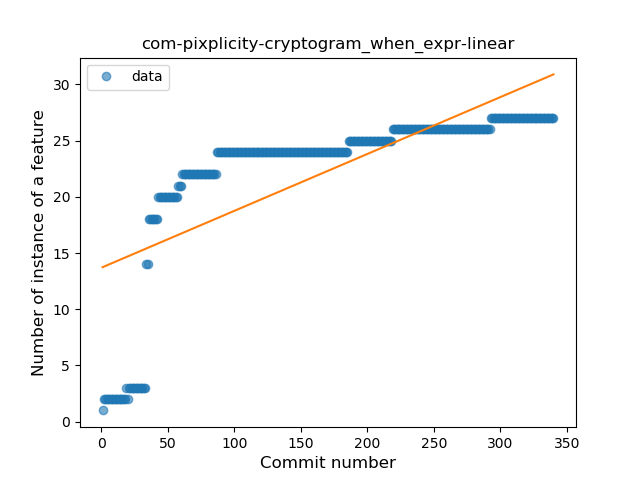 com-pixplicity-cryptogram_when_expr-linear
data
Number of instance of a feature
30
25
20
15
10
5
0
0 50 100 150 200 250 300 350
Commit number